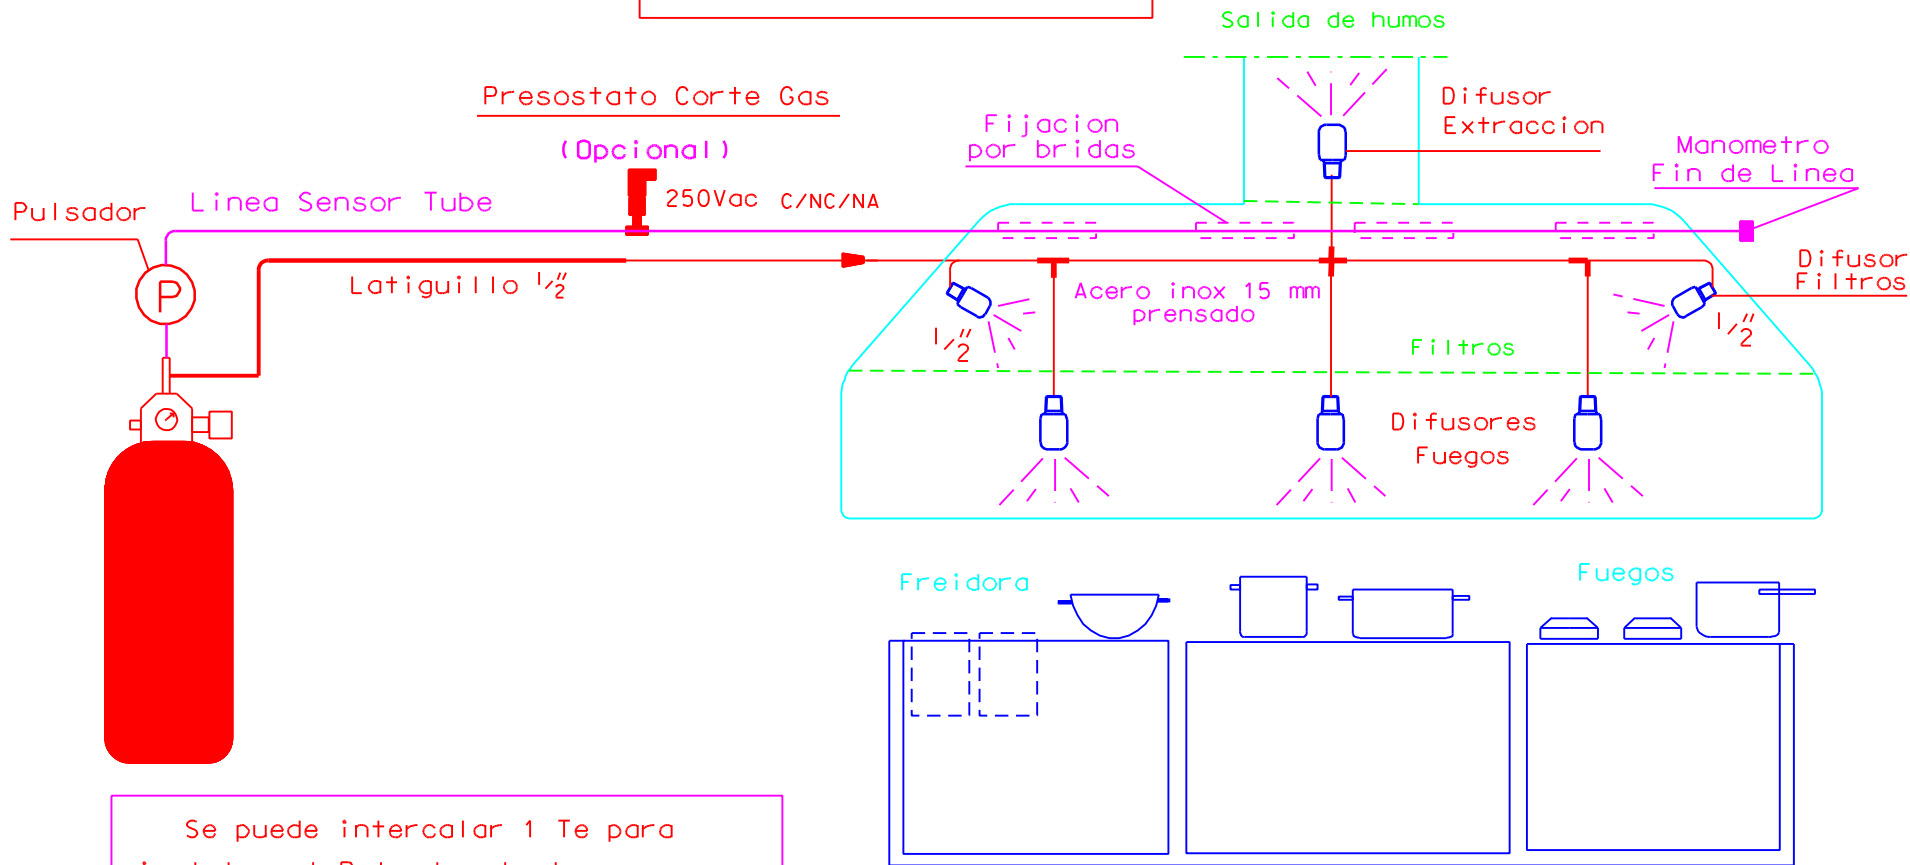 Salida de humos
Presostato Corte Gas
(Opcional)
250Vac C/NC/NA
Fijacion
por bridas
Difusor
Extraccion
Manometro
Fin de Linea
Pulsador
Linea Sensor Tube
P
Latiguillo 1/2"
Acero inox 15 mm
prensado
Difusor
Filtros
1/2"
1/2"
Filtros
Difusores
Fuegos
Freidora
Fuegos
Se puede intercalar 1 Te para